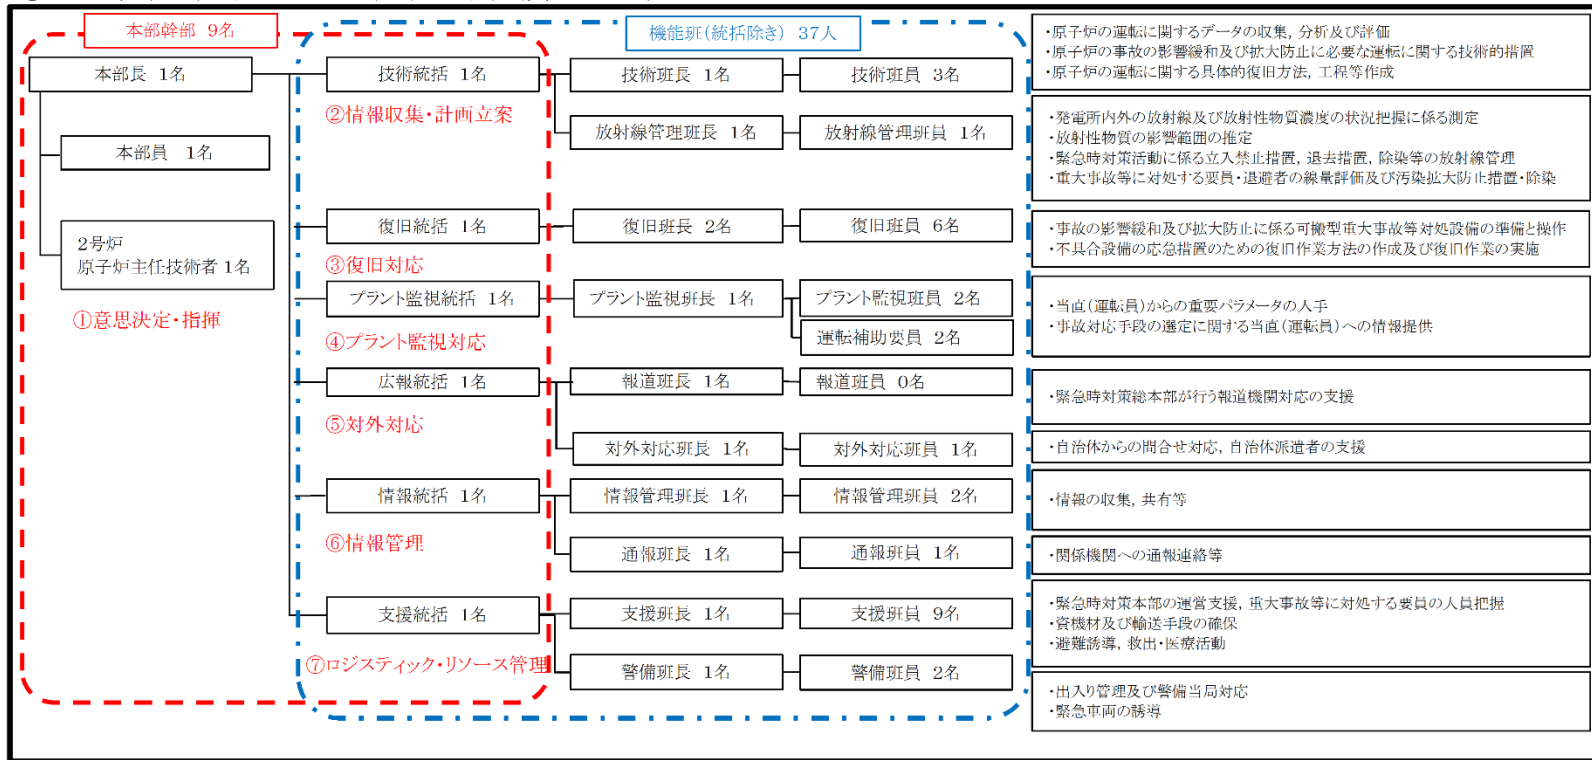 本部幹部 9名
機能班(統括除き) 37人
本部長 1名
本部員 1名
2号炉
原子炉主任技術者 1名
①意思決定・指揮
技術統括 1名
②情報収集・計画立案
技術班長 1名
技術班員 3名
・原子炉の運転に関するデータの収集, 分析及び評価
・原子炉の事故の影響緩和及び拡大防止に必要な運転に関する技術的措置
・原子炉の運転に関する具体的復旧方法, 工程等作成
放射線管理班長 1名
放射線管理班員 1名
・発電所内外の放射線及び放射性物質濃度の状況把握に係る測定
・放射性物質の影響範囲の推定
・緊急時対策活動に係る立入禁止措置, 退去措置, 除染等の放射線管理
・重大事故等に対処する要員・退避者の線量評価及び汚染拡大防止措置・除染
復旧統括 1名
③復旧対応
復旧班長 2名
復旧班員 6名
・事故の影響緩和及び拡大防止に係る可搬型重大事故等対処設備の準備と操作
・不具合設備の応急措置のための復旧作業方法の作成及び復旧作業の実施
プラント監視統括 1名
④プラント監視対応
プラント監視班長 1名
プラント監視班員 2名
運転補助要員 2名
・当直(運転員)からの重要パラメータの入手
・事故対応手段の選定に関する当直(運転員)への情報提供
広報統括 1名
⑤対外対応
報道班長 1名
報道班員 0名
・緊急時対策総本部が行う報道機関対応の支援
対外対応班長 1名
対外対応班員 1名
・自治体からの問合せ対応, 自治体派遣者の支援
情報統括 1名
⑥情報管理
情報管理班長 1名
情報管理班員 2名
・情報の収集, 共有等
通報班長 1名
通報班員 1名
・関係機関への通報連絡等
支援統括 1名
⑦ロジスティック・リソース管理
支援班長 1名
支援班員 9名
・緊急時対策本部の運営支援, 重大事故等に対処する要員の人員把握
・資機材及び輸送手段の確保
・避難誘導, 救出・医療活動
警備班長 1名
警備班員 2名
・出入り管理及び警備当局対応
・緊急車両の誘導